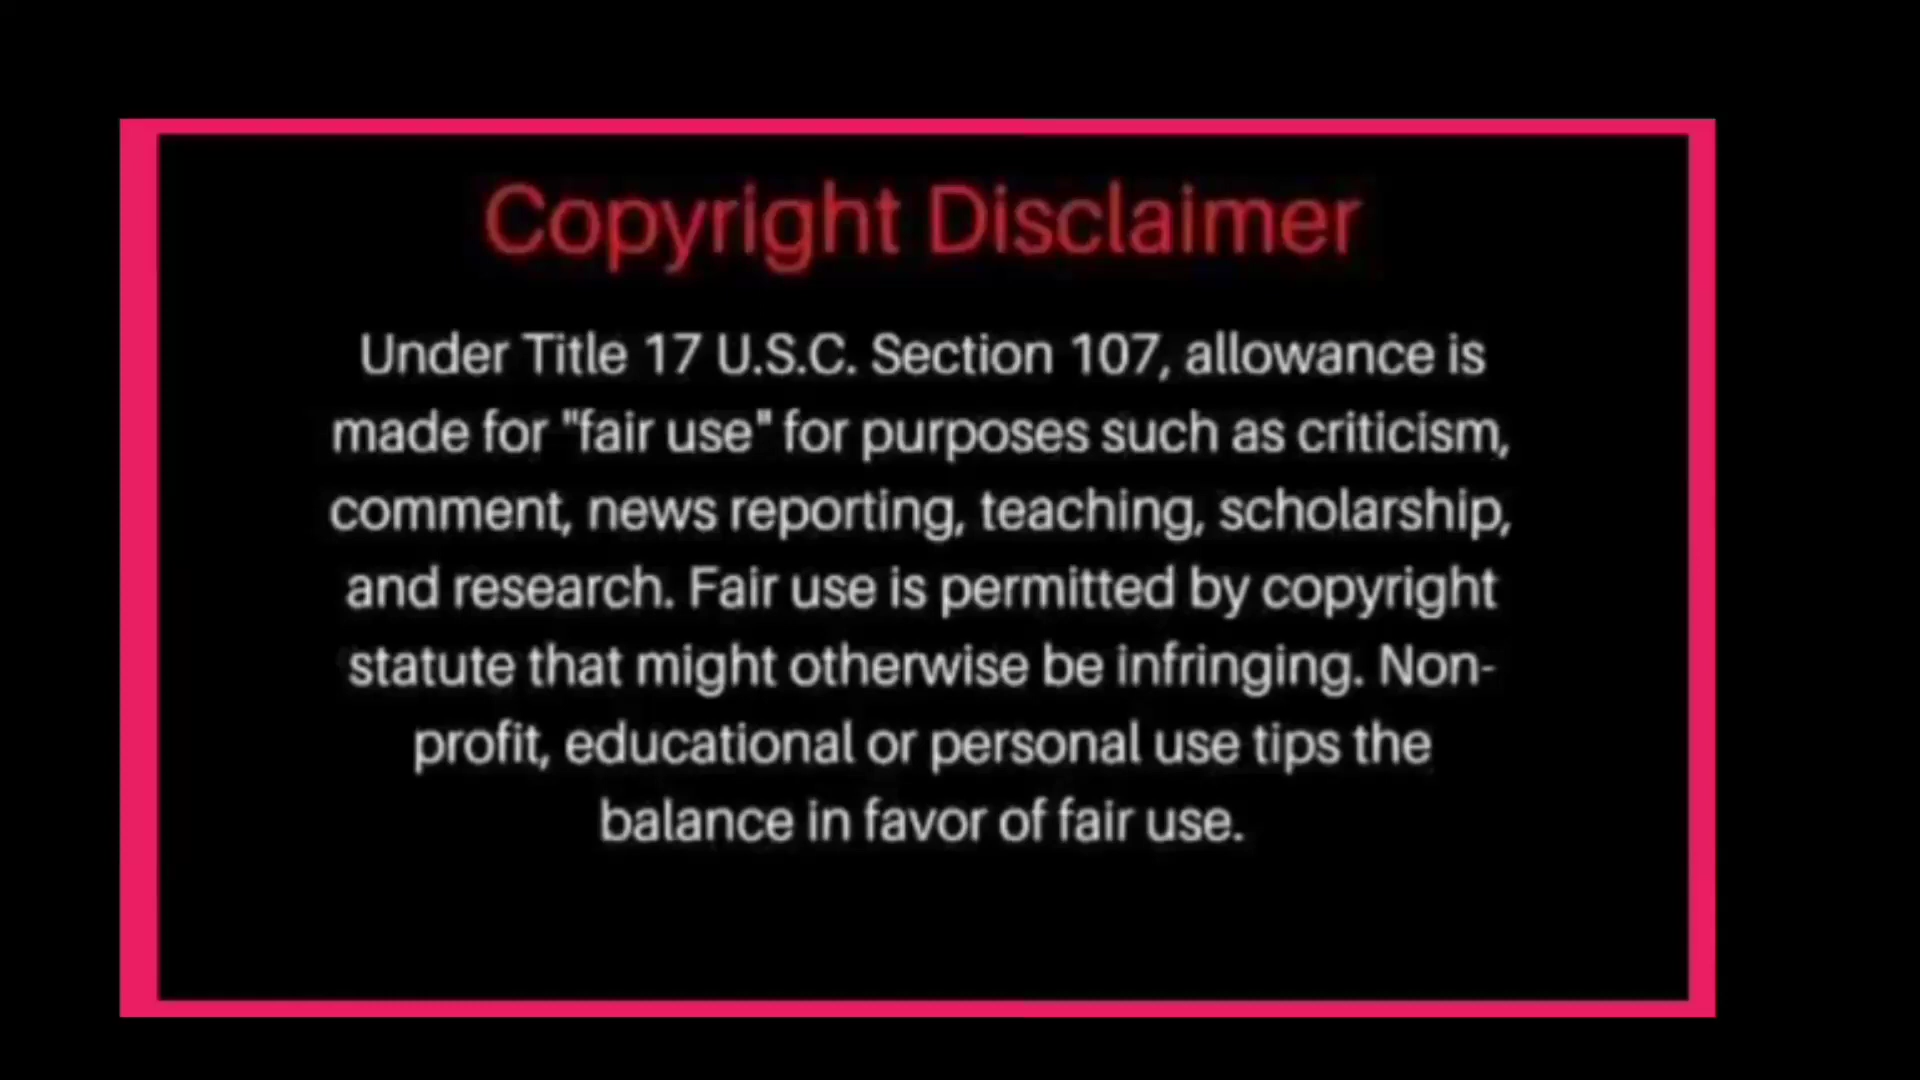 Copyright Disclaimer
Under Title 17 U.S.C. Section 107, allowance is
made for "fair use" for purposes such as criticism,
comment, news reporting, teaching, scholarship,
and research. Fair use is permitted by copyright
statute that might otherwise be infringing. Non-
profit, educational or personal use tips the
balance in favor of fair use.